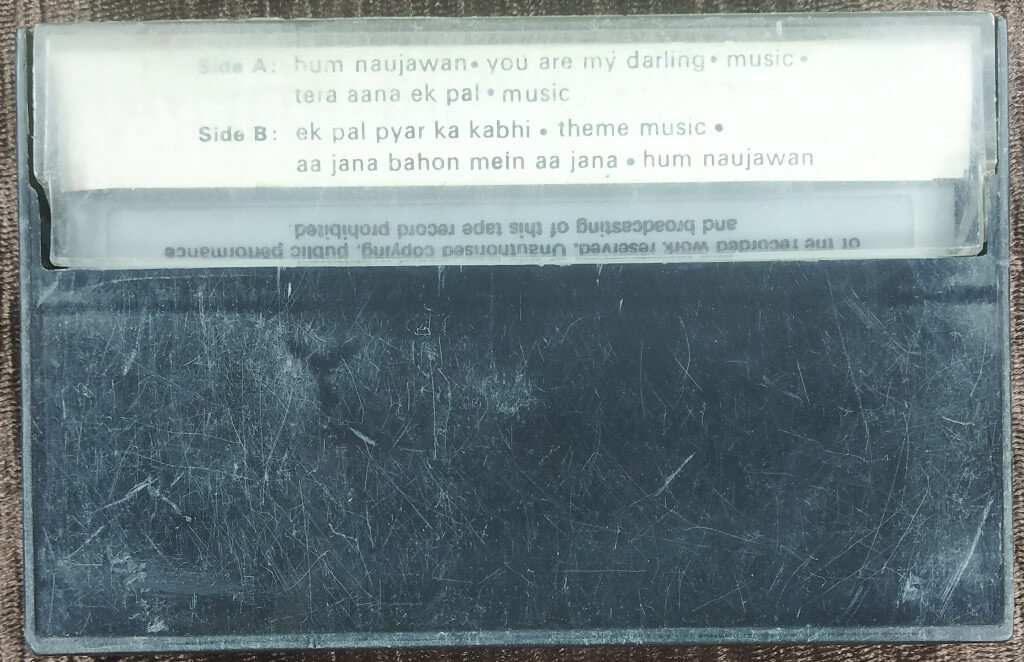 Side A: hum naujawan • you are my darling • music •
tera aana ek pal • music
Side B: ek pal pyar ka kabhi • theme music •
aa jana bahon mein aa jana • hum naujawan
of the recorded work reserved. Unauthorised copying, public performance
and broadcasting of this tape record prohibited.